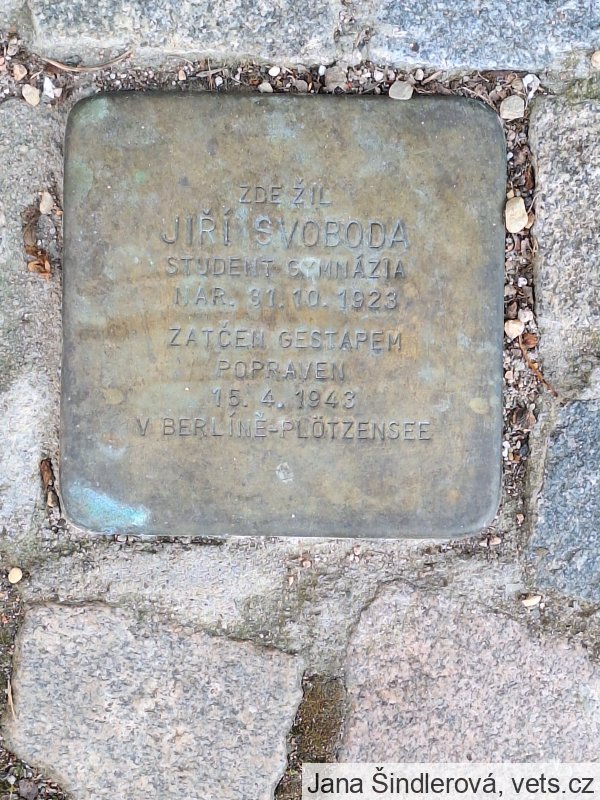 ZDE ŽIL
JIŘÍ SVOBODA
STUDENT GYMNÁZIA
NAR. 31.10.1923
ZATČEN GESTAPEM
POPRAVEN
15.4.1943
V BERLÍNĚ-PLÖTZENSEE
Jana Šindlerová, vets.cz